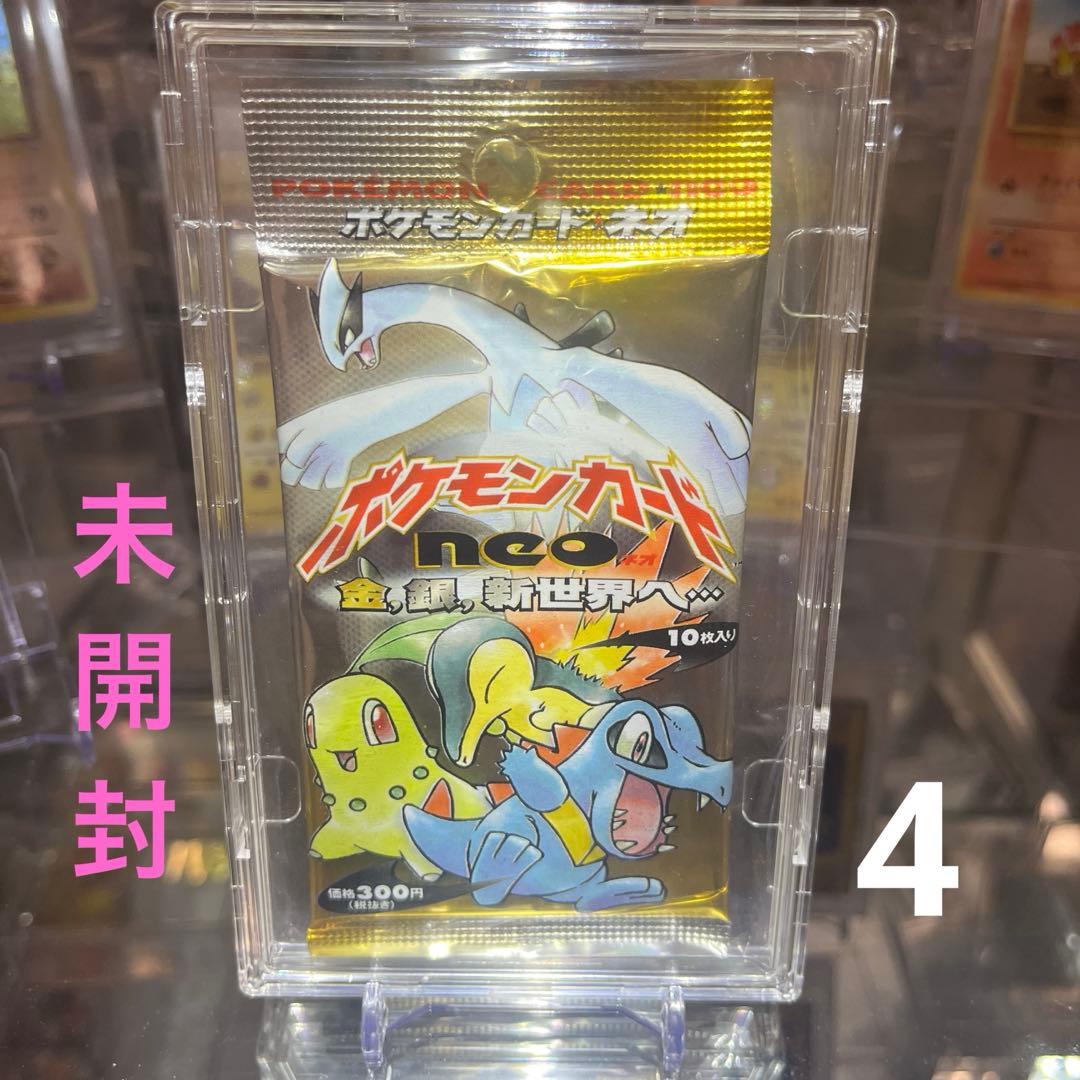 POKÉMON CARD★neo
ポケモンカード★ネオ
ポケモンカード
neo ネオ
金、銀、新世界へ…
10枚入り
価格300円
(税抜き)
未開封
4